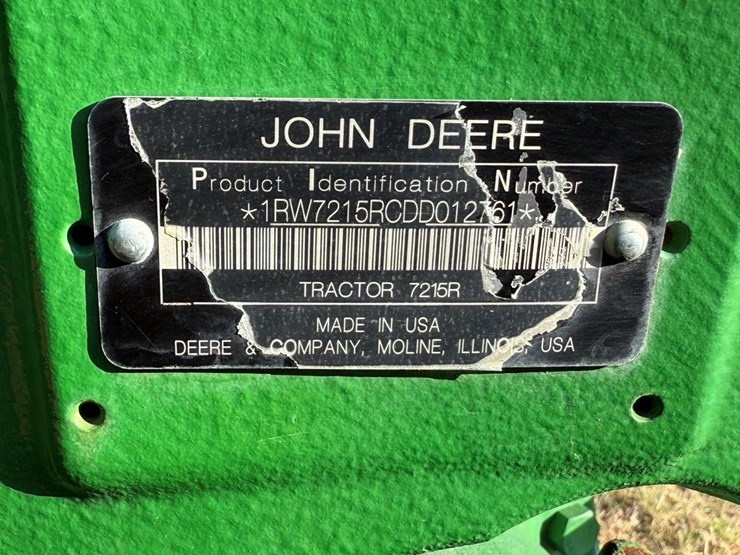 JOHN DEERE
Product Identification Number
*1RW7215RCDD012761*
TRACTOR 7215R
MADE IN USA
DEERE & COMPANY, MOLINE, ILLINOIS, USA